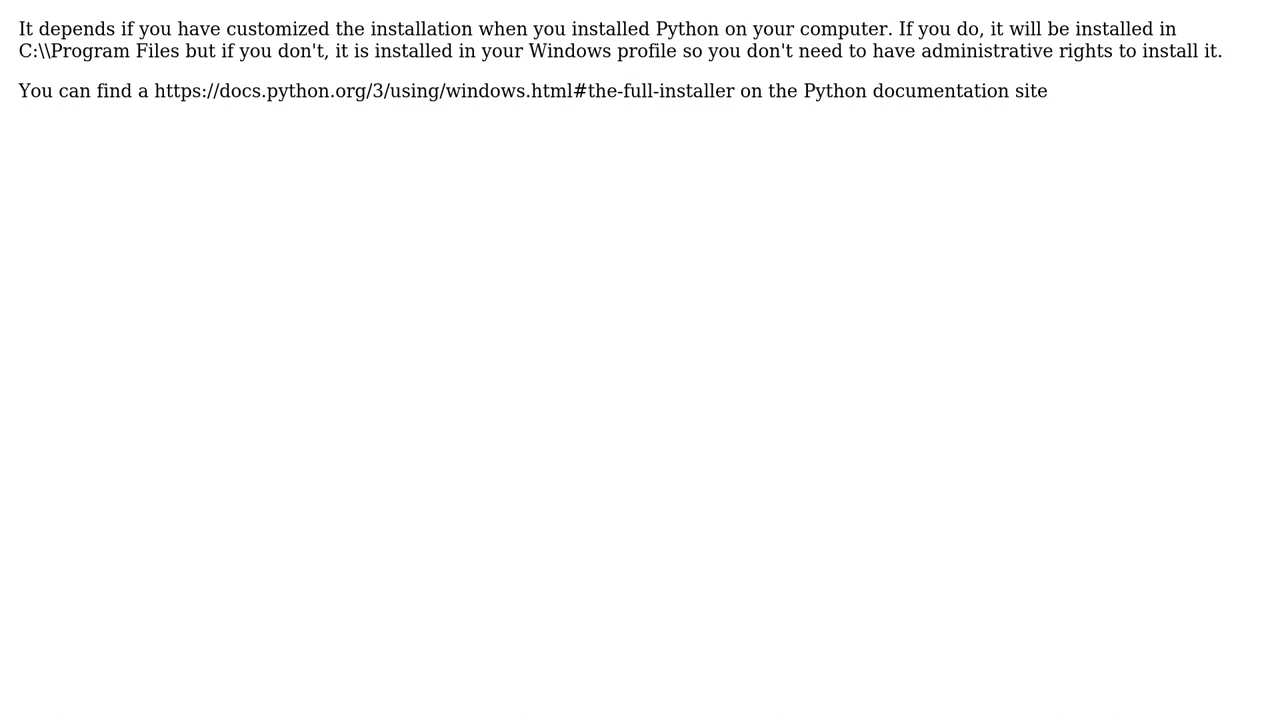 It depends if you have customized the installation when you installed Python on your computer. If you do, it will be installed in
C:\\Program Files but if you don't, it is installed in your Windows profile so you don't need to have administrative rights to install it.
You can find a https://docs.python.org/3/using/windows.html#the-full-installer on the Python documentation site